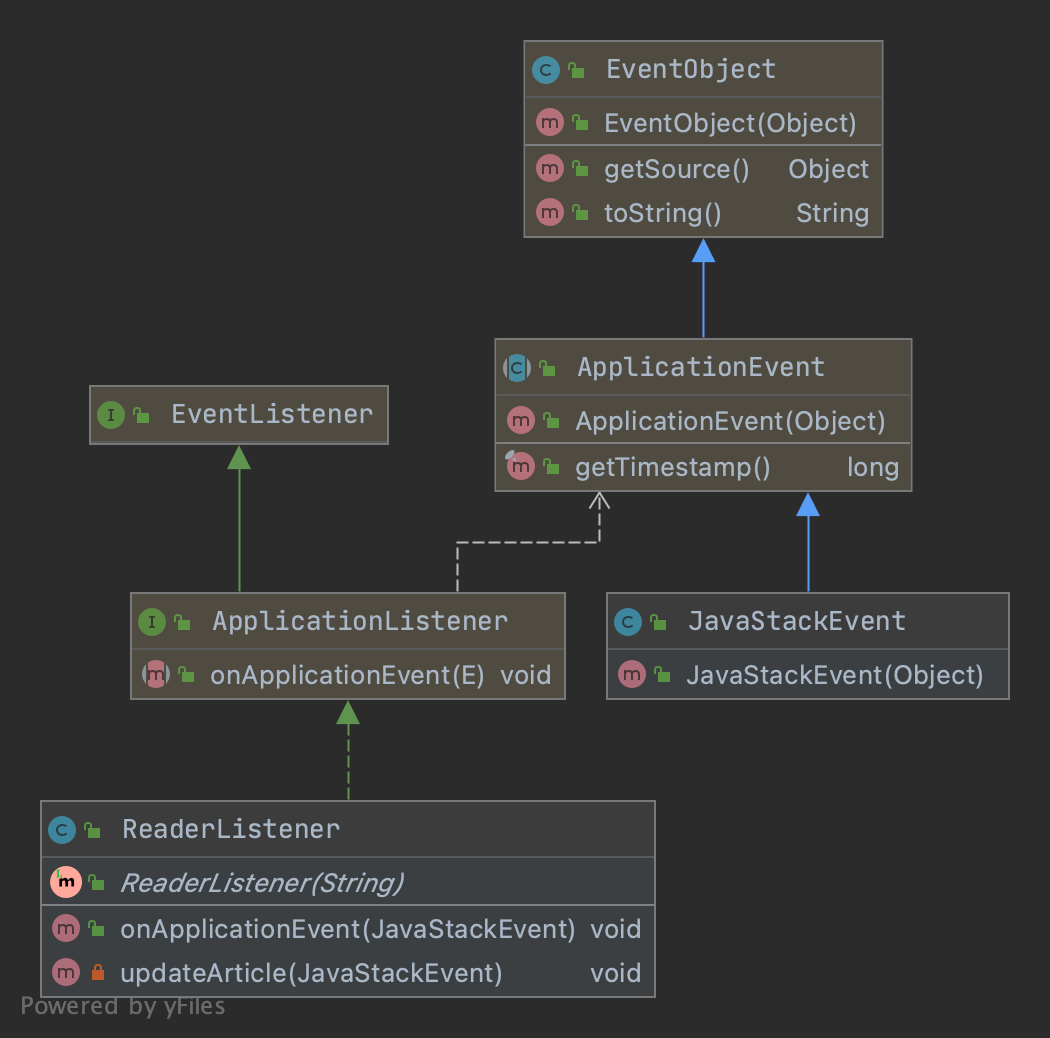 EventObject
EventObject(Object)
getSource() Object
toString() String
ApplicationEvent
ApplicationEvent(Object)
getTimestamp() long
EventListener
ApplicationListener
onApplicationEvent(E) void
JavaStackEvent
JavaStackEvent(Object)
ReaderListener
ReaderListener(String)
onApplicationEvent(JavaStackEvent) void
updateArticle(JavaStackEvent) void
Powered by yFiles